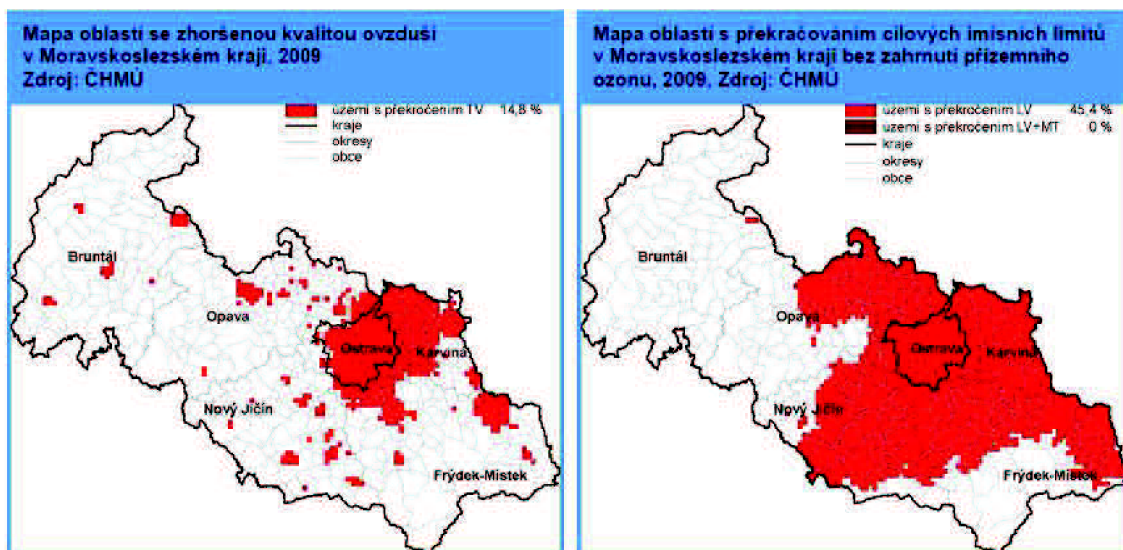 Mapa oblastí se zhoršenou kvalitou ovzduší
v Moravskoslezském kraji, 2009
Zdroj: ČHMÚ
území s překročením TV 14,8 %
kraje
okresy
obce
Bruntál
Opava
Ostrava
Karviná
Nový Jičín
Frýdek-Místek
Mapa oblastí s překračováním cílových imisních limitů
v Moravskoslezském kraji bez zahrnutí přízemního
ozonu, 2009, Zdroj: ČHMÚ
území s překročením LV 45,4 %
území s překročením LV+MT 0 %
kraje
okresy
obce
Bruntál
Opava
Ostrava
Karviná
Nový Jičín
Frýdek-Místek